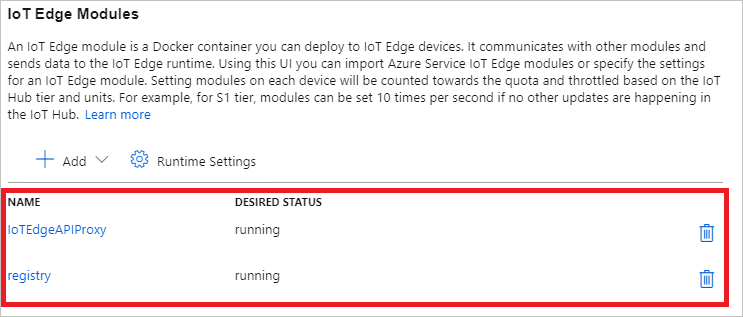 IoT Edge Modules
An IoT Edge module is a Docker container you can deploy to IoT Edge devices. It communicates with other modules and
sends data to the IoT Edge runtime. Using this UI you can import Azure Service IoT Edge modules or specify the settings
for an IoT Edge module. Setting modules on each device will be counted towards the quota and throttled based on the IoT
Hub tier and units. For example, for S1 tier, modules can be set 10 times per second if no other updates are happening in
the IoT Hub. Learn more
Add Runtime Settings
NAME DESIRED STATUS
IoTEdgeAPIProxy running
registry running